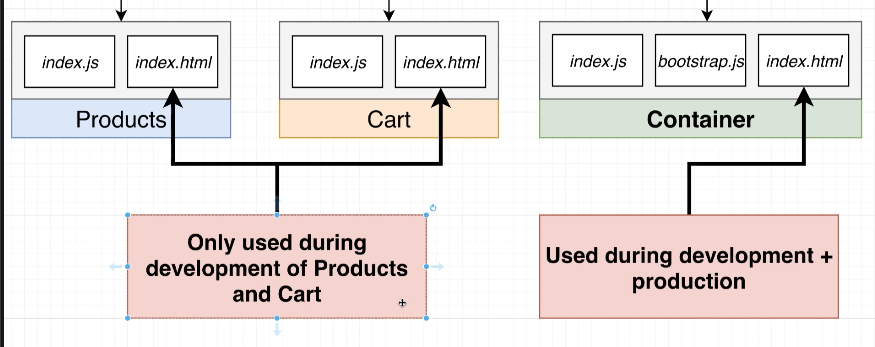 index.js
index.html
Products
index.js
index.html
Cart
index.js
bootstrap.js
index.html
Container
Only used during
development of Products
and Cart
Used during development +
production